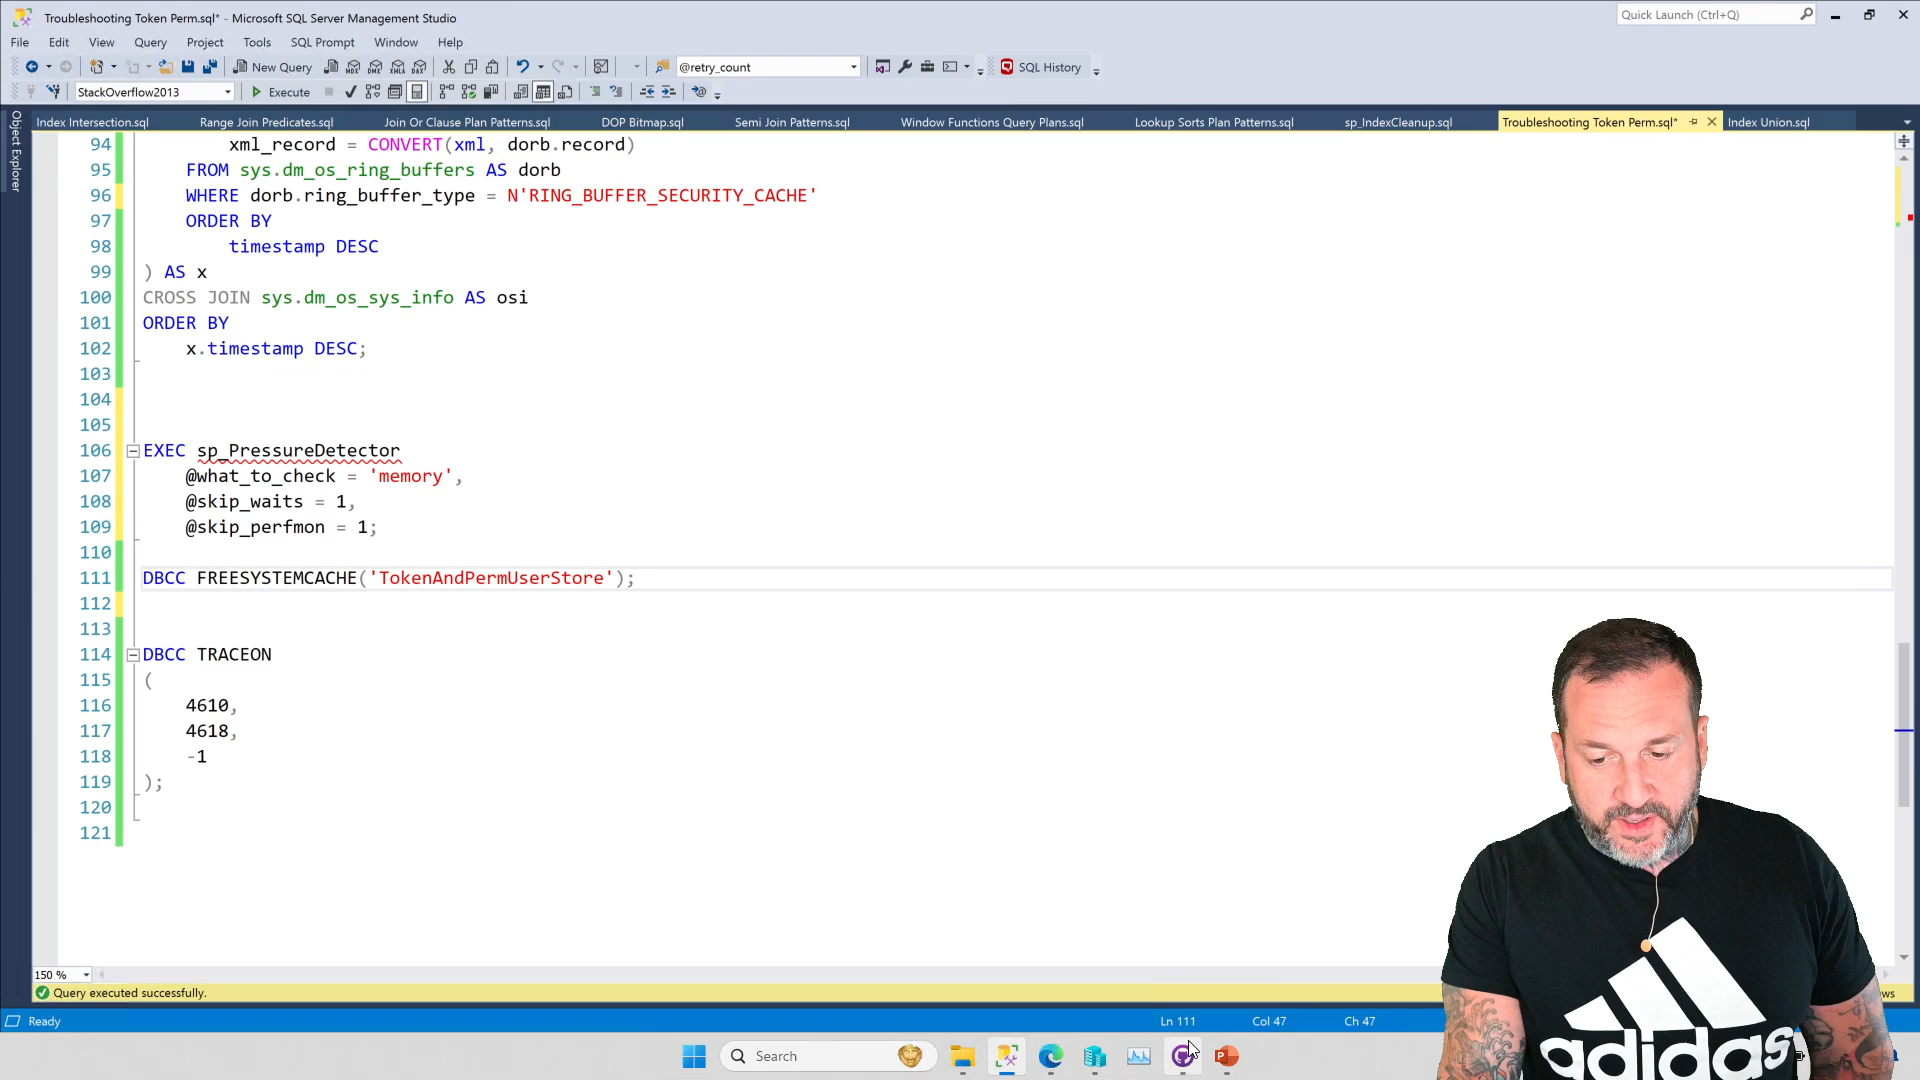 Troubleshooting Token Perm.sql* - Microsoft SQL Server Management Studio
Quick Launch (Ctrl+Q)
File Edit View Query Project Tools SQL Prompt Window Help
New Query
@retry_count
SQL History
StackOverflow2013
Execute
Index Intersection.sql
Range Join Predicates.sql
Join Or Clause Plan Patterns.sql
DOP Bitmap.sql
Semi Join Patterns.sql
Window Functions Query Plans.sql
Lookup Sorts Plan Patterns.sql
sp_IndexCleanup.sql
Troubleshooting Token Perm.sql*
Index Union.sql
Object Explorer
94 xml_record = CONVERT(xml, dorb.record)
95 FROM sys.dm_os_ring_buffers AS dorb
96 WHERE dorb.ring_buffer_type = N'RING_BUFFER_SECURITY_CACHE'
97 ORDER BY
98 timestamp DESC
99 ) AS x
100 CROSS JOIN sys.dm_os_sys_info AS osi
101 ORDER BY
102 x.timestamp DESC;
103
104
105
106 EXEC sp_PressureDetector
107 @what_to_check = 'memory',
108 @skip_waits = 1,
109 @skip_perfmon = 1;
110
111 DBCC FREESYSTEMCACHE('TokenAndPermUserStore');
112
113
114 DBCC TRACEON
115 (
116 4610,
117 4618,
118 -1
119 );
120
121
150 %
Query executed successfully.
Ready
Ln 111
Col 47
Ch 47
Search
adidas